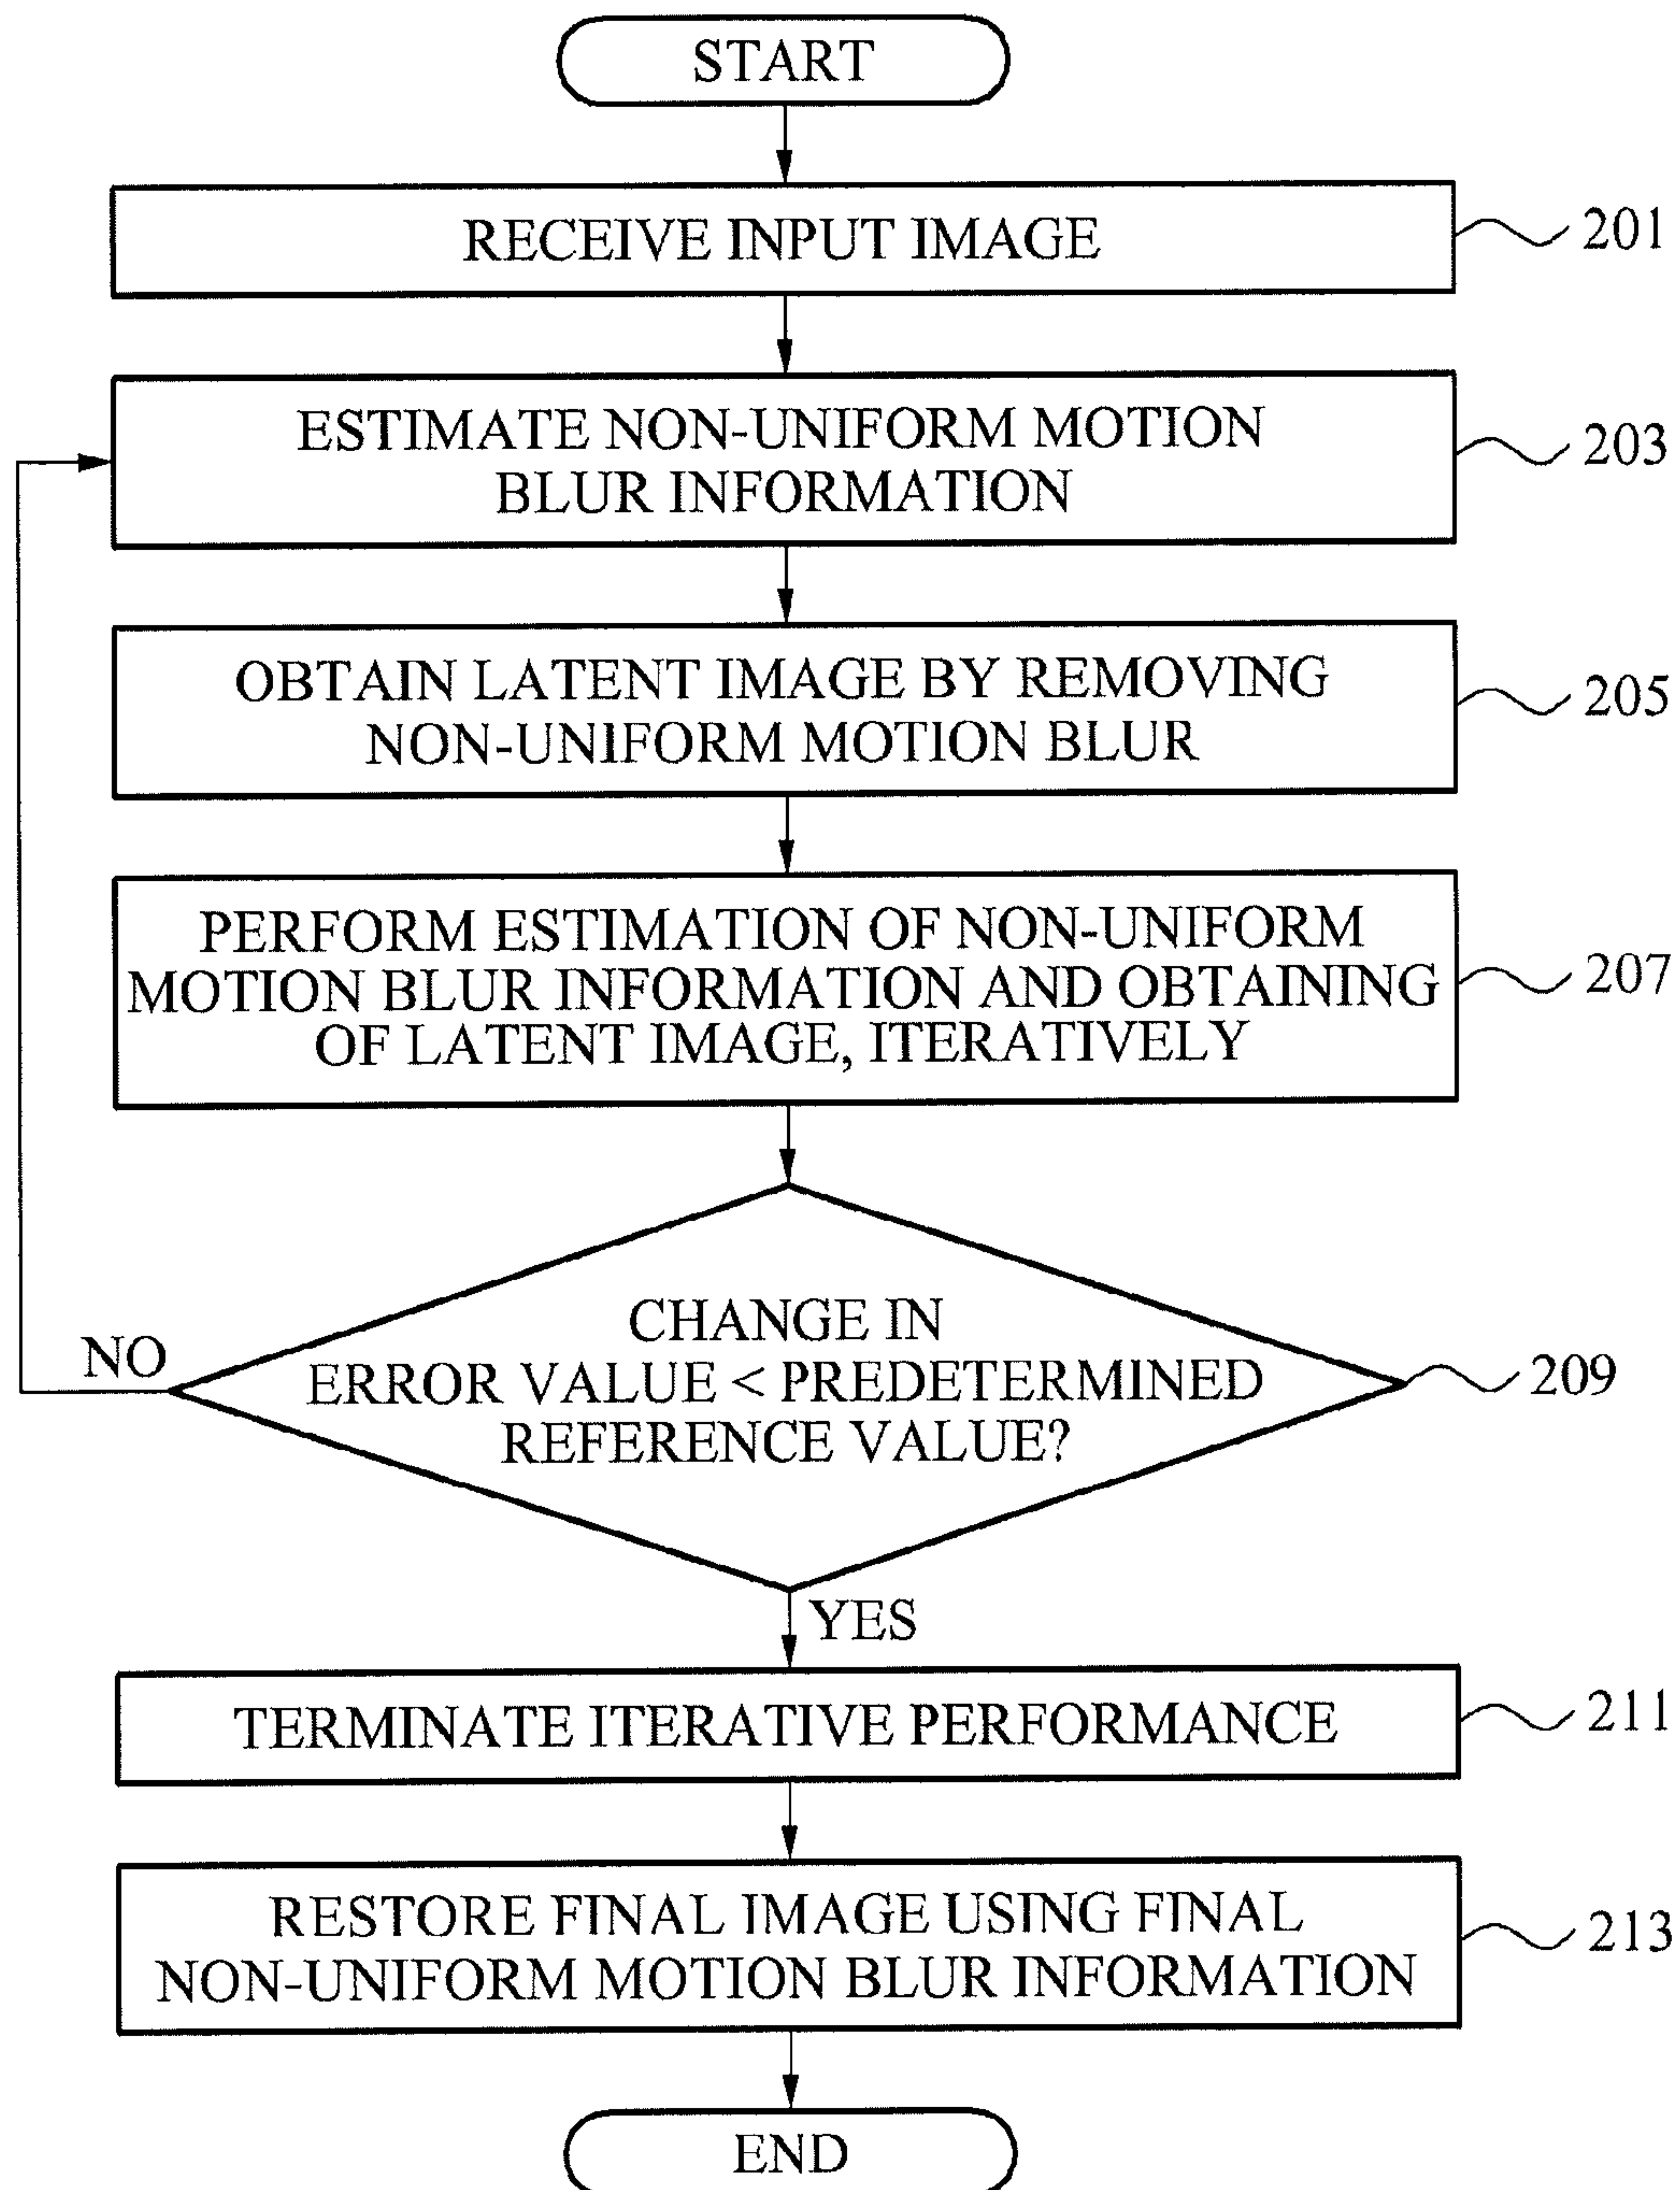 START
RECEIVE INPUT IMAGE
201
ESTIMATE NON-UNIFORM MOTION
BLUR INFORMATION
203
OBTAIN LATENT IMAGE BY REMOVING
NON-UNIFORM MOTION BLUR
205
PERFORM ESTIMATION OF NON-UNIFORM
MOTION BLUR INFORMATION AND OBTAINING
OF LATENT IMAGE, ITERATIVELY
207
CHANGE IN
ERROR VALUE < PREDETERMINED
REFERENCE VALUE?
209
NO
YES
TERMINATE ITERATIVE PERFORMANCE
211
RESTORE FINAL IMAGE USING FINAL
NON-UNIFORM MOTION BLUR INFORMATION
213
END